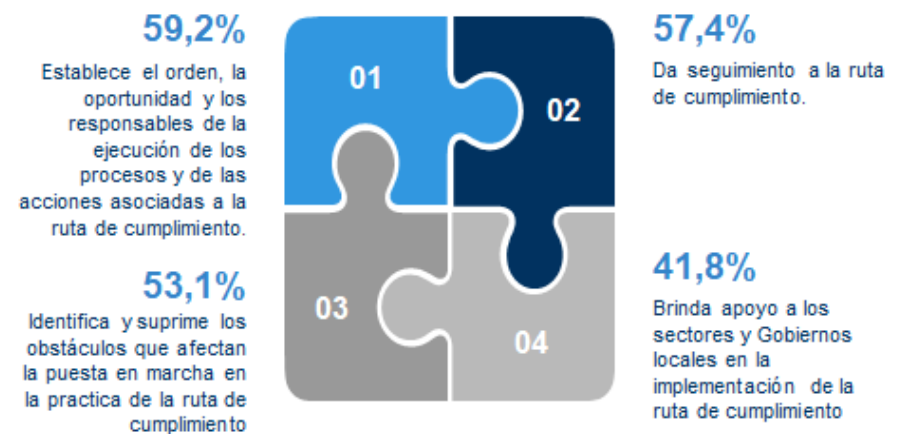 59,2%
Establece el orden, la
oportunidad y los
responsables de la
ejecución de los
procesos y de las
acciones asociadas a la
ruta de cumplimiento.
01
02
57,4%
Da seguimiento a la ruta
de cumplimiento.
53,1%
Identifica y suprime los
obstáculos que afectan
la puesta en marcha en
la practica de la ruta de
cumplimiento
03
04
41,8%
Brinda apoyo a los
sectores y Gobiernos
locales en la
implementación de la
ruta de cumplimiento